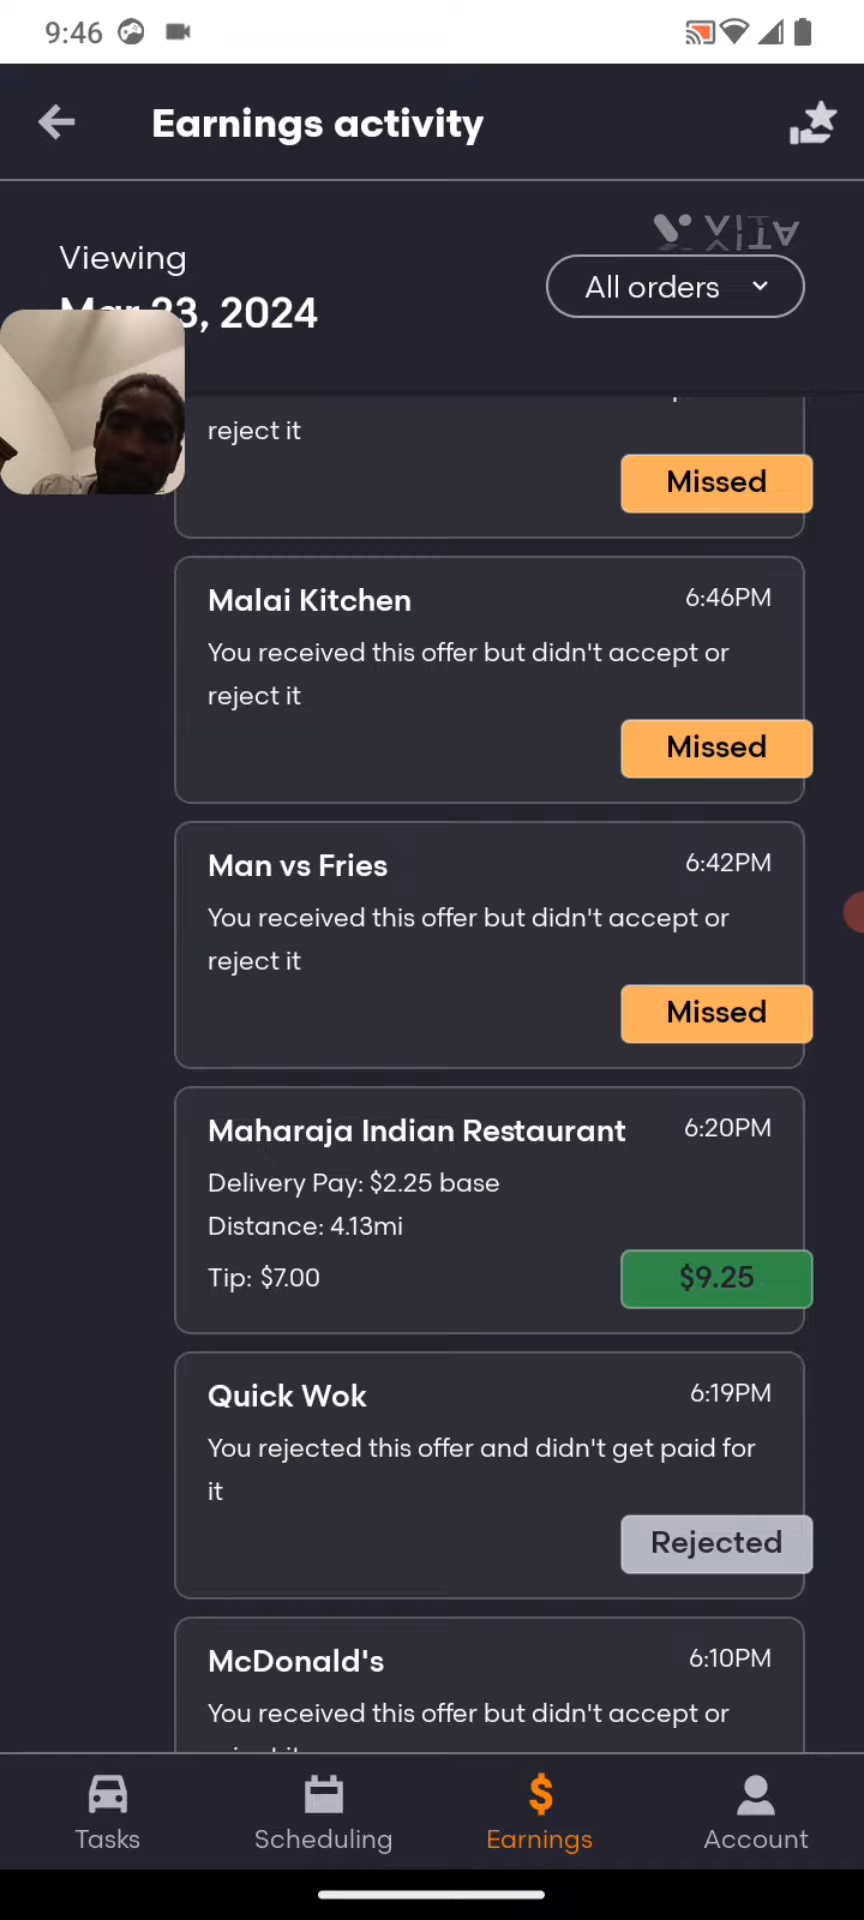 9:46
Earnings activity
Viewing
Mar 23, 2024
All orders
reject it
Missed
Malai Kitchen 6:46PM
You received this offer but didn't accept or
reject it
Missed
Man vs Fries 6:42PM
You received this offer but didn't accept or
reject it
Missed
Maharaja Indian Restaurant 6:20PM
Delivery Pay: $2.25 base
Distance: 4.13mi
Tip: $7.00 $9.25
Quick Wok 6:19PM
You rejected this offer and didn't get paid for
it
Rejected
McDonald's 6:10PM
You received this offer but didn't accept or
Tasks Scheduling Earnings Account